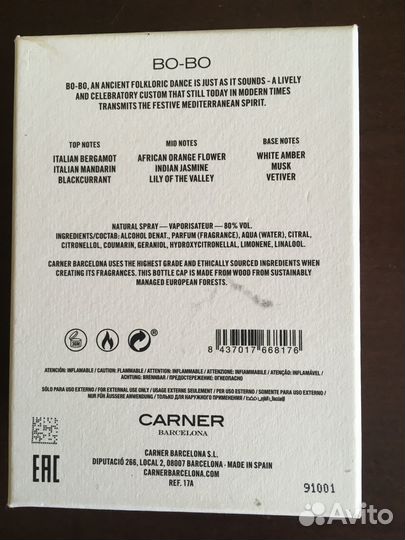 BO-BO
BO-BO, AN ANCIENT FOLKLORIC DANCE IS JUST AS IT SOUNDS – A LIVELY
AND CELEBRATORY CUSTOM THAT STILL TODAY IN MODERN TIMES
TRANSMITS THE FESTIVE MEDITERRANEAN SPIRIT.
TOP NOTES
ITALIAN BERGAMOT
ITALIAN MANDARIN
BLACKCURRANT
MID NOTES
AFRICAN ORANGE FLOWER
INDIAN JASMINE
LILY OF THE VALLEY
BASE NOTES
WHITE AMBER
MUSK
VETIVER
NATURAL SPRAY — VAPORISATEUR — 80% VOL.
INGREDIENTS/СОСТАВ: ALCOHOL DENAT., PARFUM (FRAGRANCE), AQUA (WATER), CITRAL,
CITRONELLOL, COUMARIN, GERANIOL, HYDROXYCITRONELLAL, LIMONENE, LINALOOL.
CARNER BARCELONA USES THE HIGHEST GRADE AND ETHICALLY SOURCED INGREDIENTS WHEN
CREATING ITS FRAGRANCES. THIS BOTTLE CAP IS MADE FROM WOOD FROM SUSTAINABLY
MANAGED EUROPEAN FORESTS.
8 437017 668176
ATENCIÓN: INFLAMABLE / CAUTION: FLAMMABLE / ATTENTION: INFLAMMABLE / ATTENZIONE: INFIAMMABILE / ATENÇÃO: INFLAMÁVEL /
ACHTUNG: BRENNBAR / ПРЕДОСТЕРЕЖЕНИЕ: ОГНЕОПАСНО
SÓLO PARA USO EXTERNO / FOR EXTERNAL USE ONLY / USAGE EXTERNE SEULEMENT / PER USO ESTERNO / SOMENTE PARA USO EXTERNO
/ NUR FÜR ÄUSSERE ANWENDUNG / ТОЛЬКО ДЛЯ НАРУЖНОГО ПРИМЕНЕНИЯ /
CARNER
BARCELONA
CARNER BARCELONA S.L.
DIPUTACIÓ 266, LOCAL 2, 08007 BARCELONA - MADE IN SPAIN
CARNERBARCELONA.COM
REF. 17A
EAC
91001
Avito